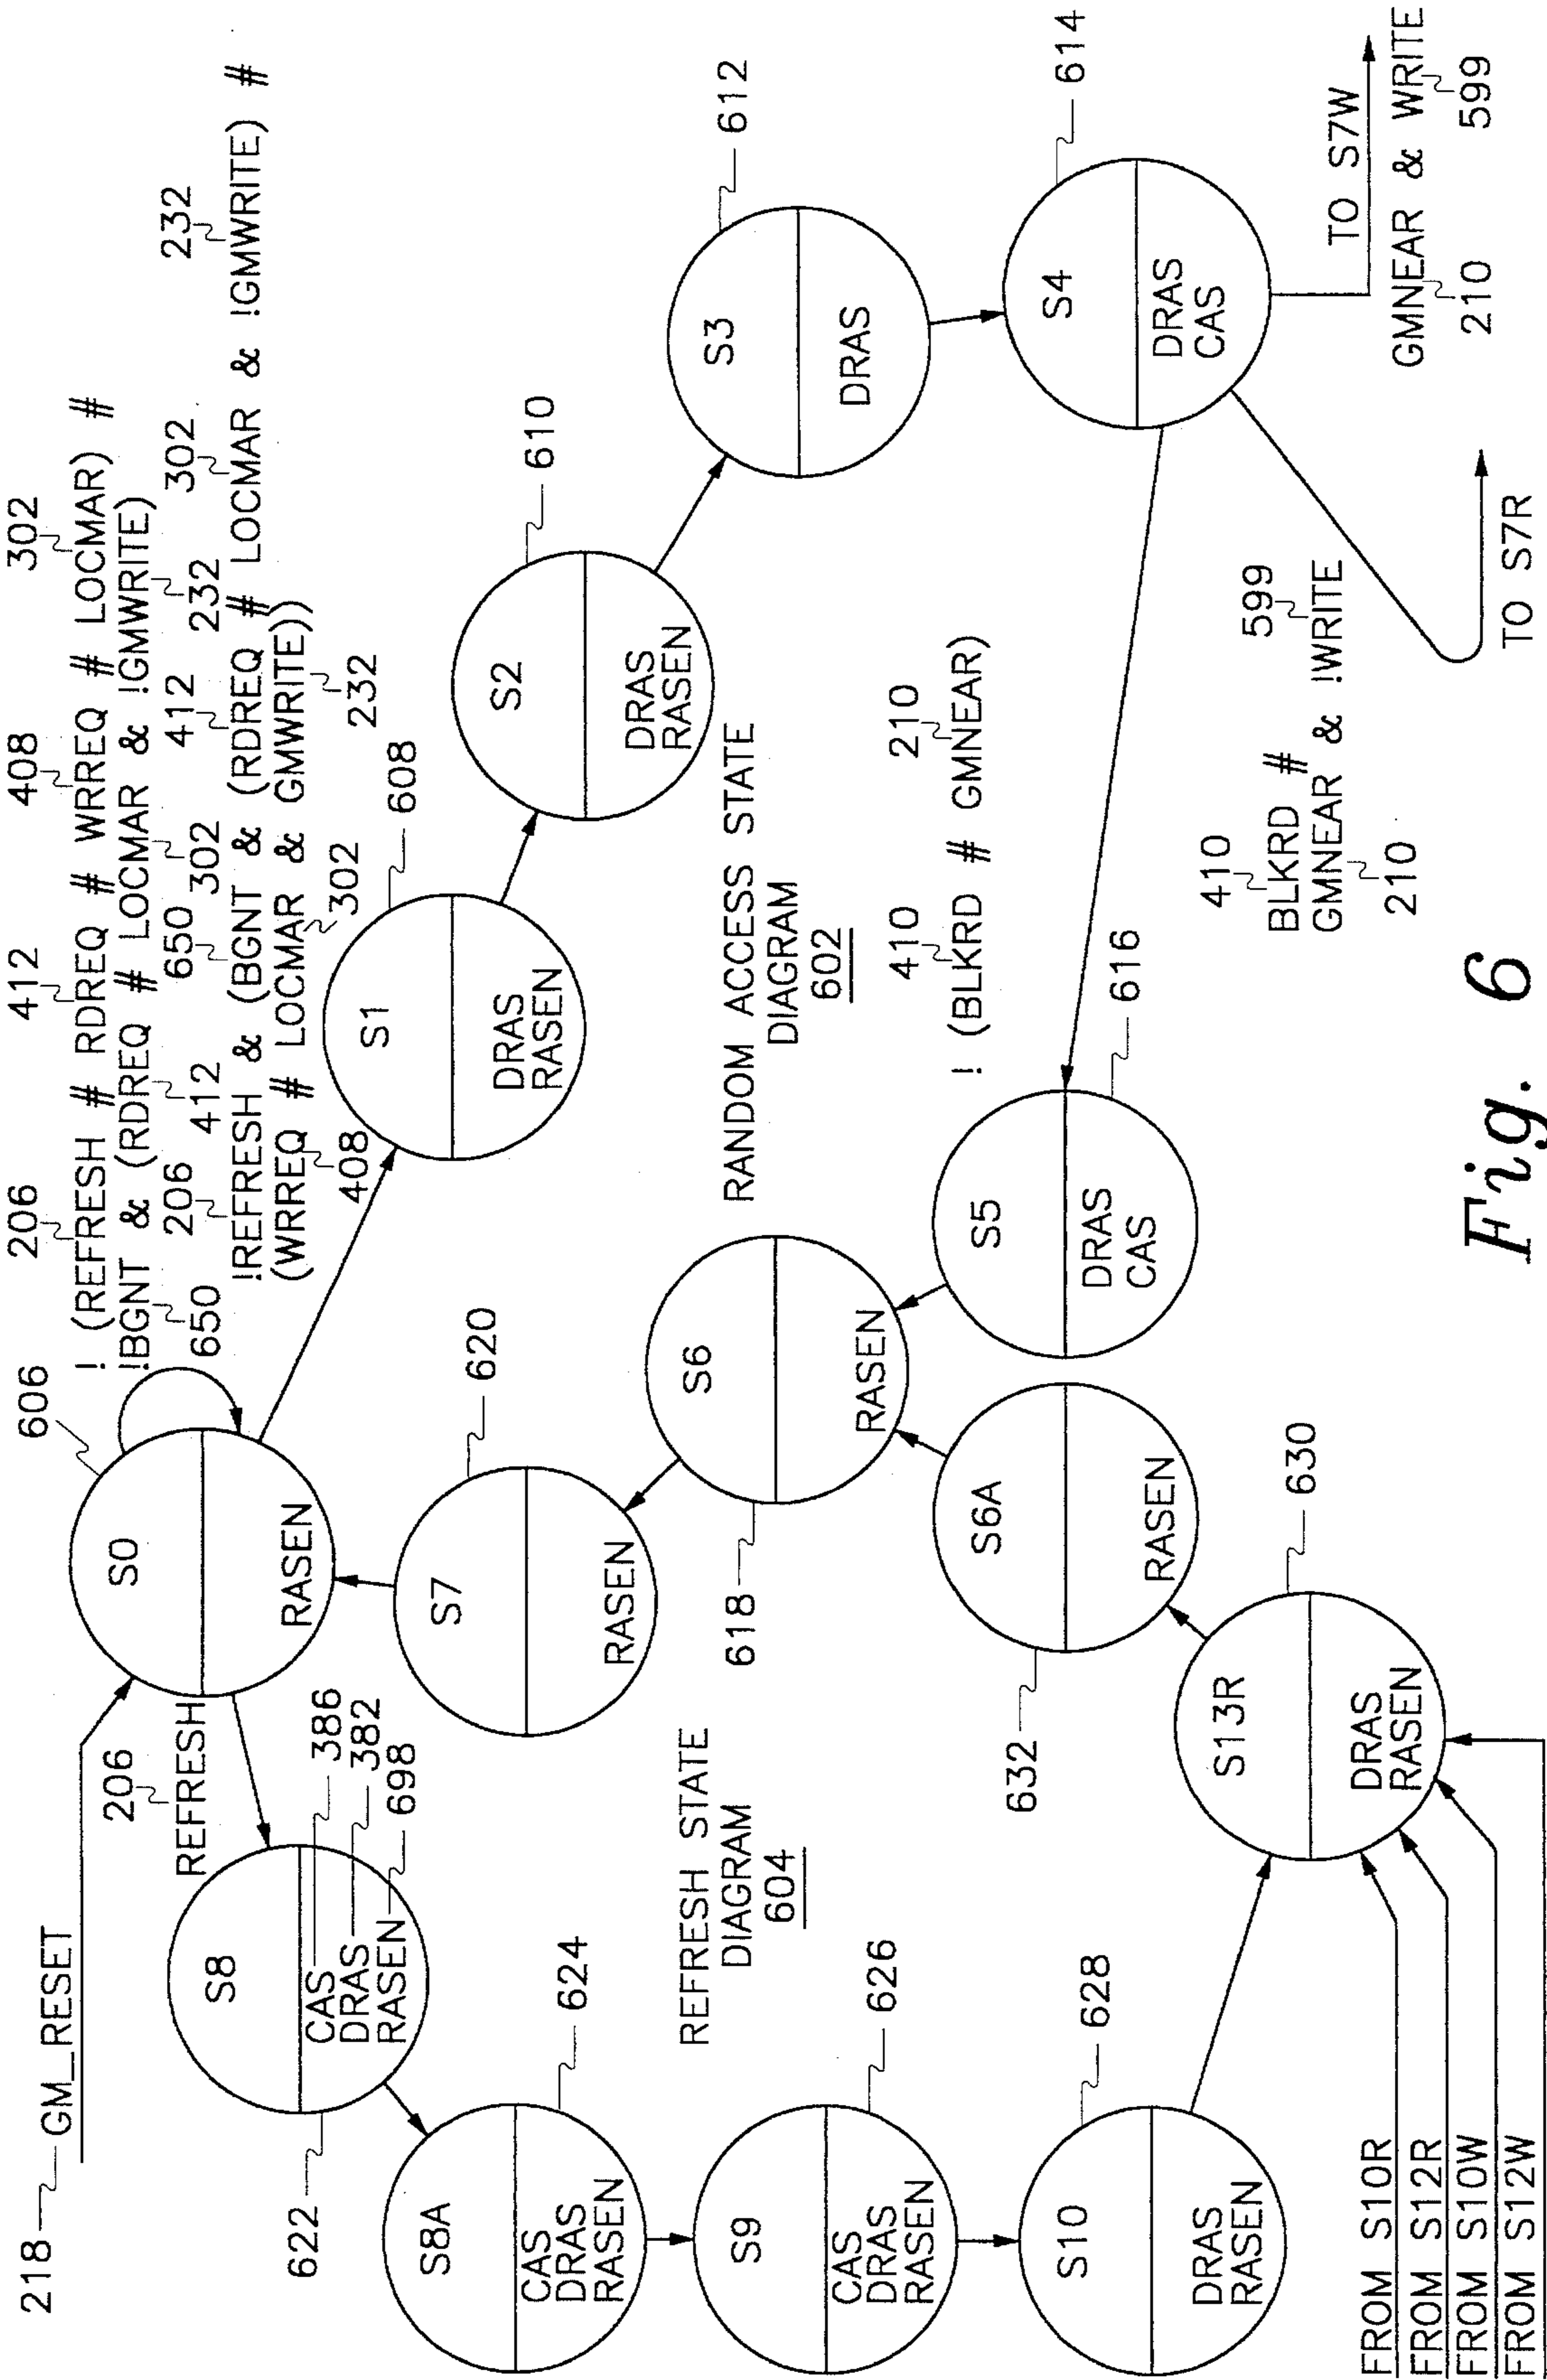 218 GM_RESET
206
REFRESH
606
206 412 408 302
! (REFRESH # RDREQ # WRREQ # LOCMAR) #
!BGNT & (RDREQ # LOCMAR & !GMWRITE)
650 206 412 650 302 412 232 302 232
!REFRESH & (BGNT & (RDREQ # LOCMAR & !GMWRITE) #
(WRREQ # LOCMAR & GMWRITE))
408 302 232
S0
RASEN
S8
CAS 386
DRAS 382
RASEN 698
622
S8A
CAS
DRAS
RASEN
624
S9
CAS
DRAS
RASEN
626
S10
DRAS
RASEN
628
REFRESH STATE
DIAGRAM
604
S7
RASEN
620
S6
RASEN
618
S6A
RASEN
632
S13R
DRAS
RASEN
630
FROM S10R
FROM S12R
FROM S10W
FROM S12W
S1
DRAS
RASEN
608
S2
DRAS
RASEN
610
S3
DRAS
612
S4
DRAS
CAS
614
RANDOM ACCESS STATE
DIAGRAM
602
410 210
! (BLKRD # GMNEAR)
S5
DRAS
CAS
616
410 599
BLKRD #
GMNEAR & !WRITE
210
TO S7R
TO S7W
GMNEAR & WRITE
210 599
Fig. 6